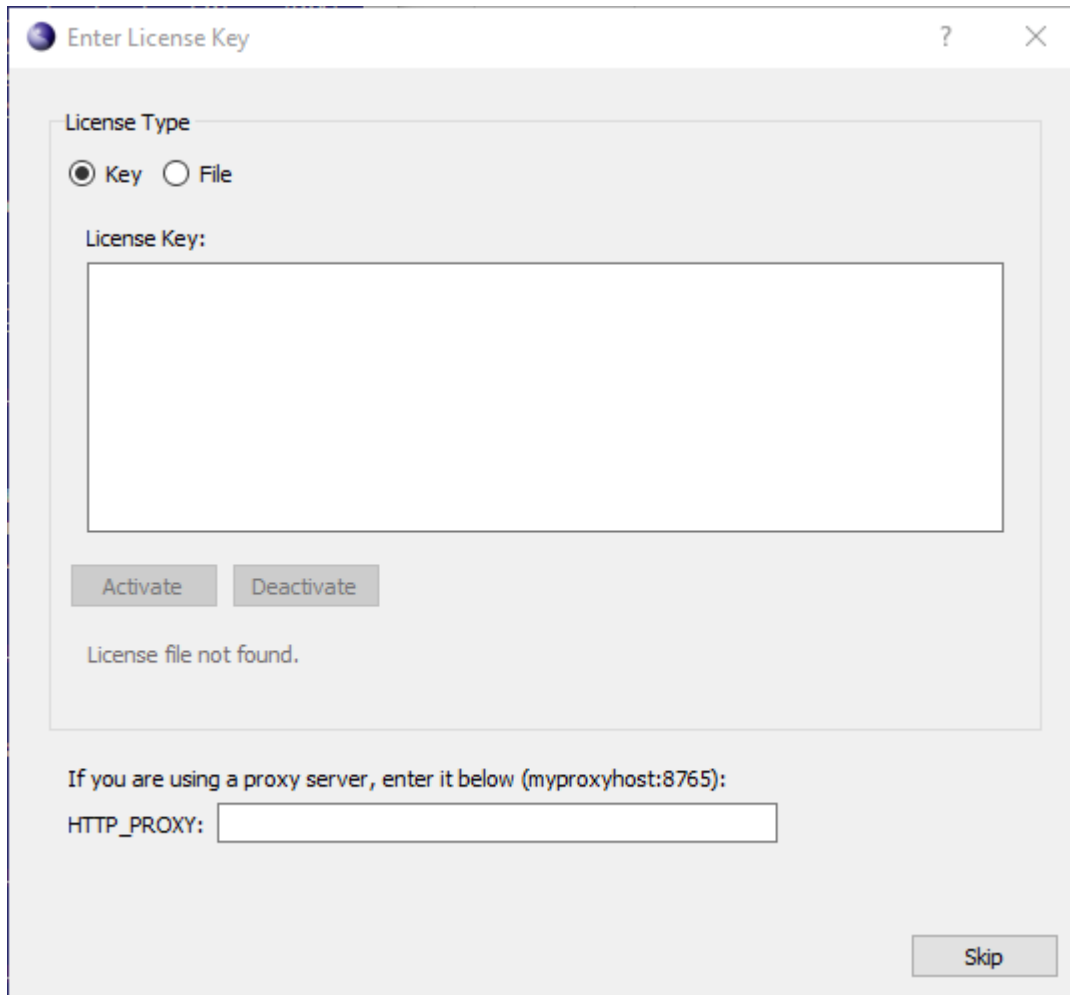 Enter License Key
?
License Type
Key File
License Key:
Activate Deactivate
License file not found.
If you are using a proxy server, enter it below (myproxyhost:8765):
HTTP_PROXY:
Skip